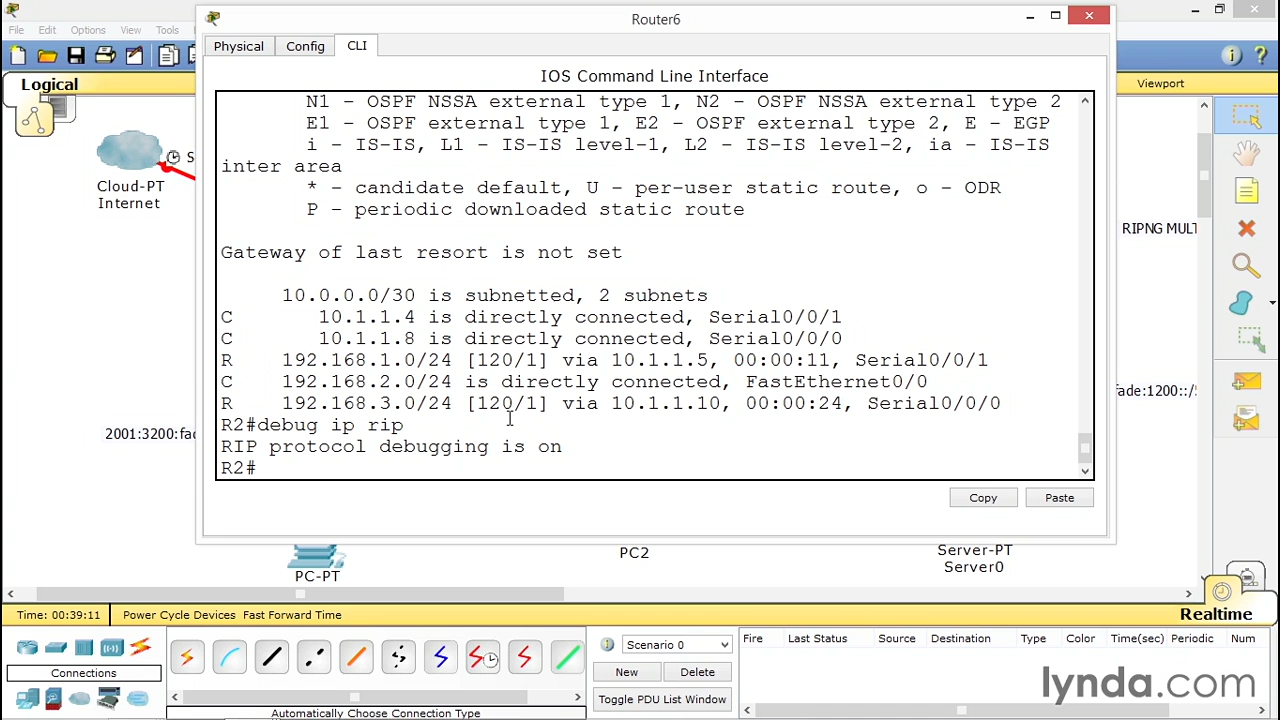 Router6
File Edit Options View Tools
Physical Config CLI
IOS Command Line Interface
Logical
Viewport
N1 - OSPF NSSA external type 1, N2 - OSPF NSSA external type 2
E1 - OSPF external type 1, E2 - OSPF external type 2, E - EGP
i - IS-IS, L1 - IS-IS level-1, L2 - IS-IS level-2, ia - IS-IS
inter area
* - candidate default, U - per-user static route, o - ODR
P - periodic downloaded static route
Gateway of last resort is not set
10.0.0.0/30 is subnetted, 2 subnets
C 10.1.1.4 is directly connected, Serial0/0/1
C 10.1.1.8 is directly connected, Serial0/0/0
R 192.168.1.0/24 [120/1] via 10.1.1.5, 00:00:11, Serial0/0/1
C 192.168.2.0/24 is directly connected, FastEthernet0/0
R 192.168.3.0/24 [120/1] via 10.1.1.10, 00:00:24, Serial0/0/0
R2#debug ip rip
RIP protocol debugging is on
R2#
Copy Paste
S
Cloud-PT
Internet
RIPNG MULT
:fade:1200::/5
2001:3200:fac
PC-PT
PC2
Server-PT
Server0
Time: 00:39:11 Power Cycle Devices Fast Forward Time
Realtime
Connections
Automatically Choose Connection Type
Scenario 0
New Delete
Toggle PDU List Window
Fire Last Status Source Destination Type Color Time(sec) Periodic Num
lynda.com